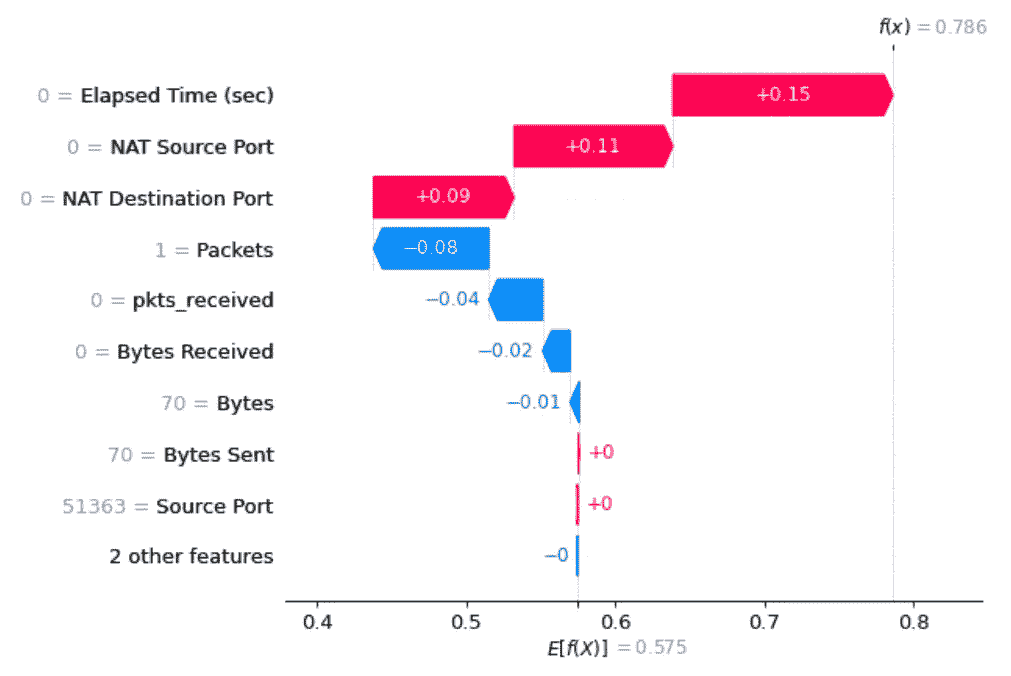 f(x) = 0.786
0 = Elapsed Time (sec) +0.15
0 = NAT Source Port +0.11
0 = NAT Destination Port +0.09
1 = Packets −0.08
0 = pkts_received −0.04
0 = Bytes Received −0.02
70 = Bytes −0.01
70 = Bytes Sent +0
51363 = Source Port +0
2 other features −0
0.4 0.5 0.6 0.7 0.8
E[f(X)] = 0.575